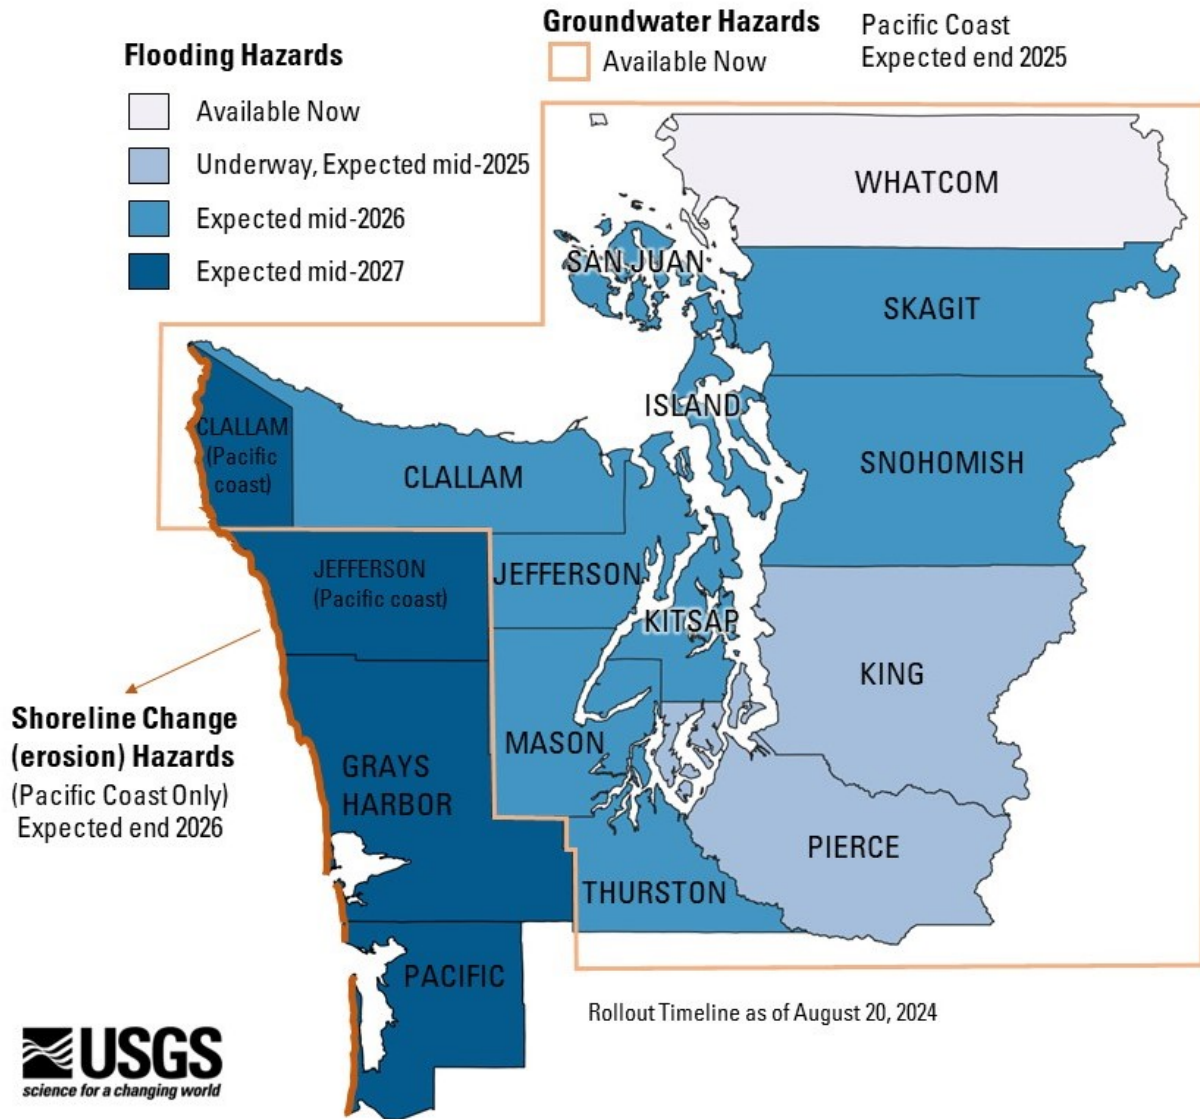 Groundwater Hazards
Available Now
Pacific Coast
Expected end 2025
Flooding Hazards
Available Now
Underway, Expected mid-2025
Expected mid-2026
Expected mid-2027
WHATCOM
SAN JUAN
SKAGIT
ISLAND
CLALLAM
(Pacific
coast)
CLALLAM
SNOHOMISH
JEFFERSON
(Pacific coast)
JEFFERSON
KITSAP
KING
Shoreline Change
(erosion) Hazards
(Pacific Coast Only)
Expected end 2026
GRAYS
HARBOR
MASON
PIERCE
THURSTON
PACIFIC
Rollout Timeline as of August 20, 2024
USGS
science for a changing world